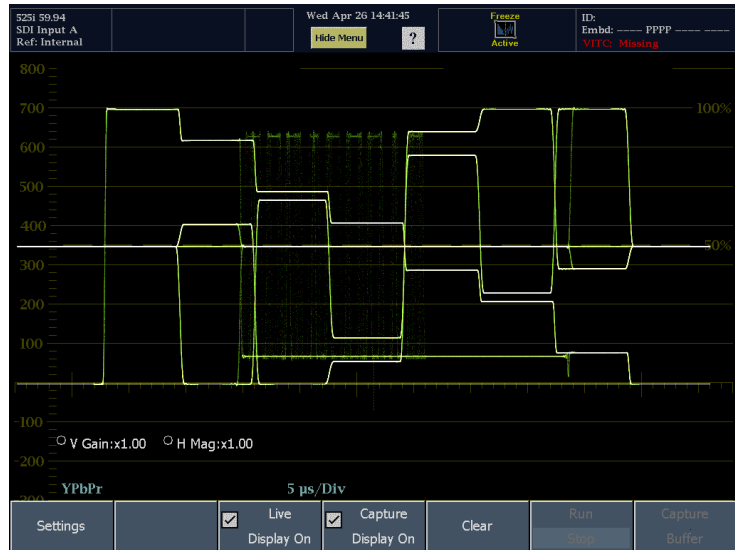 525i 59.94
SDI Input A
Ref: Internal
Wed Apr 26 14:41:45
Hide Menu
?
Freeze
Active
ID:
Embd: –––– PPPP –––– ––––
VITC: Missing
800
700
100%
600
500
400
50%
300
200
100
-100
V Gain:x1.00
H Mag:x1.00
-200
YPbPr
5 µs/Div
-300
Settings
Live
Display On
Capture
Display On
Clear
Run
Stop
Capture
Buffer